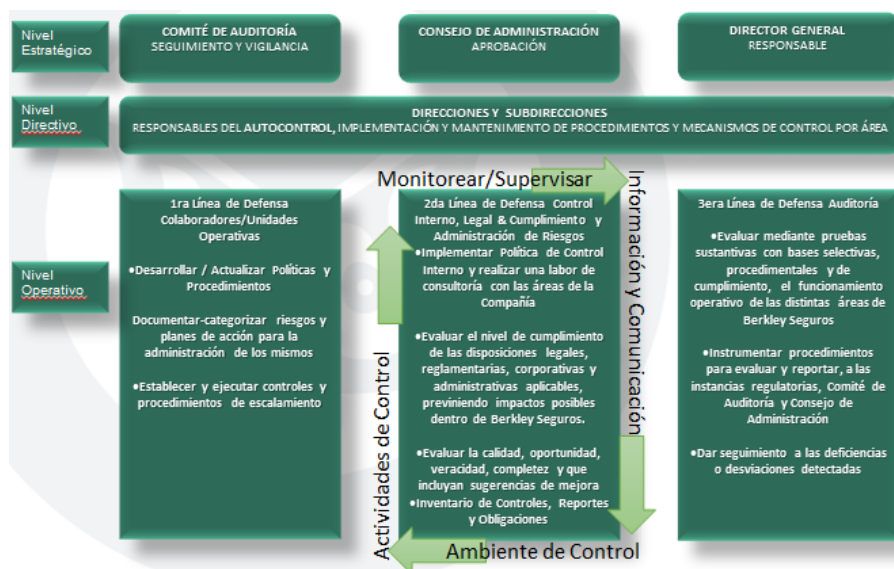 Nivel
Estratégico
COMITÉ DE AUDITORÍA
SEGUIMIENTO Y VIGILANCIA
CONSEJO DE ADMINISTRACIÓN
APROBACIÓN
DIRECTOR GENERAL
RESPONSABLE
Nivel
Directivo
DIRECCIONES Y SUBDIRECCIONES
RESPONSABLES DEL AUTOCONTROL, IMPLEMENTACIÓN Y MANTENIMIENTO DE PROCEDIMIENTOS Y MECANISMOS DE CONTROL POR ÁREA
Nivel
Operativo
1ra Línea de Defensa
Colaboradores/Unidades
Operativas
•Desarrollar / Actualizar Políticas y
Procedimientos
Documentar-categorizar riesgos y
planes de acción para la
administración de los mismos
•Establecer y ejecutar controles y
procedimientos de escalamiento
Monitorear/Supervisar
2da Línea de Defensa Control
Interno, Legal & Cumplimiento y
Administración de Riesgos
•Implementar Política de Control
Interno y realizar una labor de
consultoría con las áreas de la
Compañía
•Evaluar el nivel de cumplimiento
de las disposiciones legales,
reglamentarias, corporativas y
administrativas aplicables,
previniendo impactos posibles
dentro de Berkley Seguros.
•Evaluar la calidad, oportunidad,
veracidad, completez y que
incluyan sugerencias de mejora
•Inventario de Controles, Reportes
y Obligaciones
Información y Comunicación
Ambiente de Control
Actividades de Control
3era Línea de Defensa Auditoría
•Evaluar mediante pruebas
sustantivas con bases selectivas,
procedimentales y de
cumplimiento, el funcionamiento
operativo de las distintas áreas de
Berkley Seguros
•Instrumentar procedimientos
para evaluar y reportar, a las
instancias regulatorias, Comité de
Auditoría y Consejo de
Administración
•Dar seguimiento a las deficiencias
o desviaciones detectadas